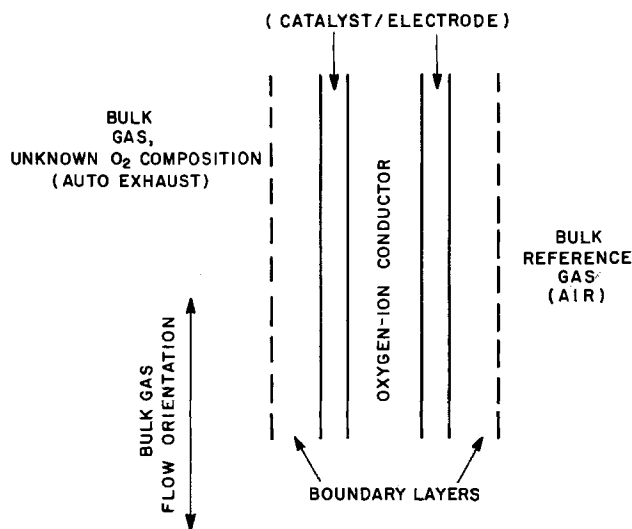 (CATALYST/ELECTRODE)
BULK
GAS,
UNKNOWN O₂ COMPOSITION
(AUTO EXHAUST)
OXYGEN-ION CONDUCTOR
BULK
REFERENCE
GAS
(AIR)
BULK GAS
FLOW ORIENTATION
BOUNDARY LAYERS